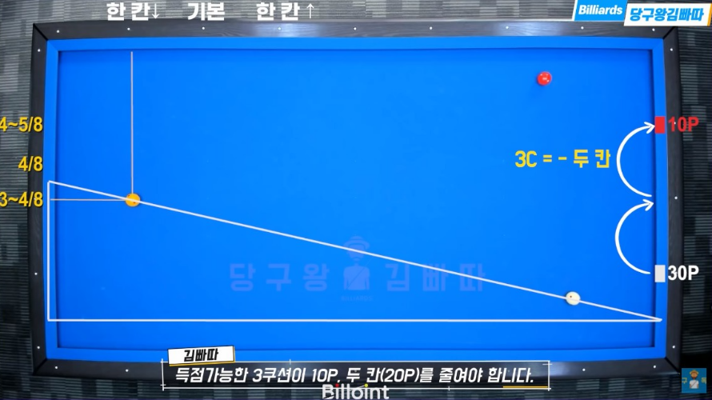 한 칸↓ 기본 한 칸↑
Billiards 당구왕김빠따
4~5/8
4/8
3~4/8
10P
3C = - 두 칸
30P
당구왕 김빠따
김빠따
득점가능한 3쿠션이 10P, 두 칸(20P)를 줄여야 합니다.
Billoint